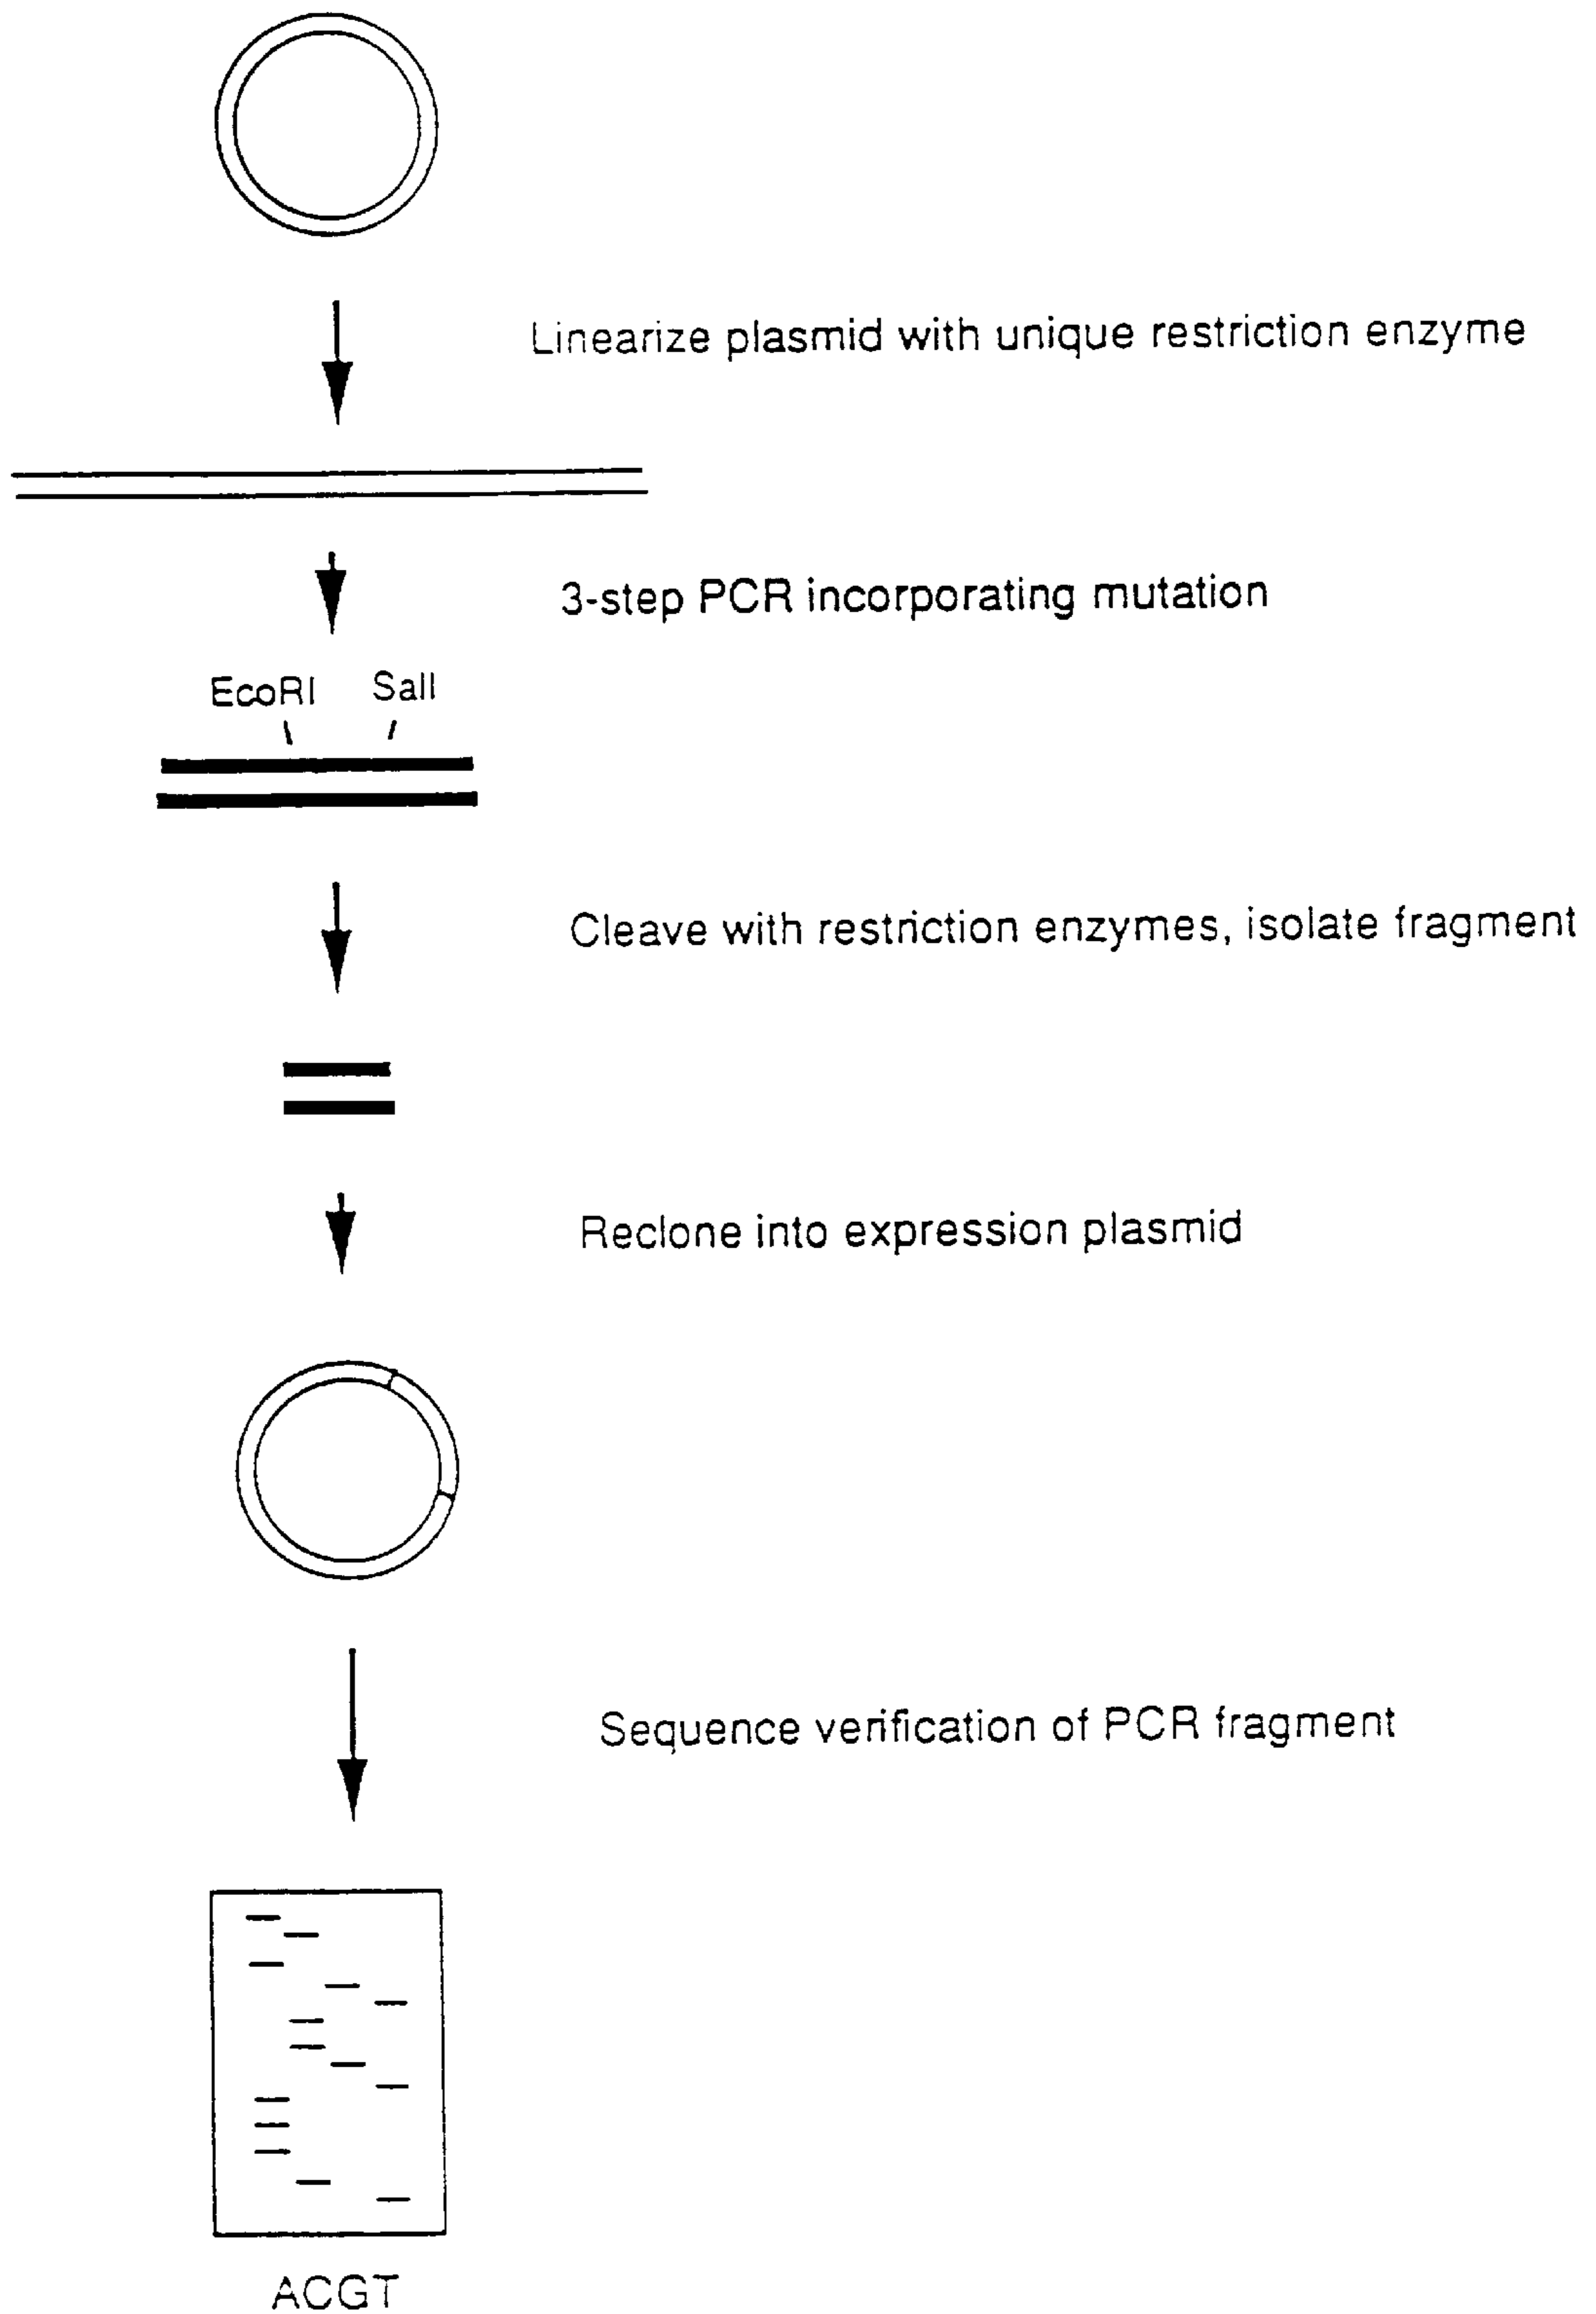 Linearize plasmid with unique restriction enzyme
3-step PCR incorporating mutation
EcoRI SalI
Cleave with restriction enzymes, isolate fragment
Reclone into expression plasmid
Sequence verification of PCR fragment
ACGT